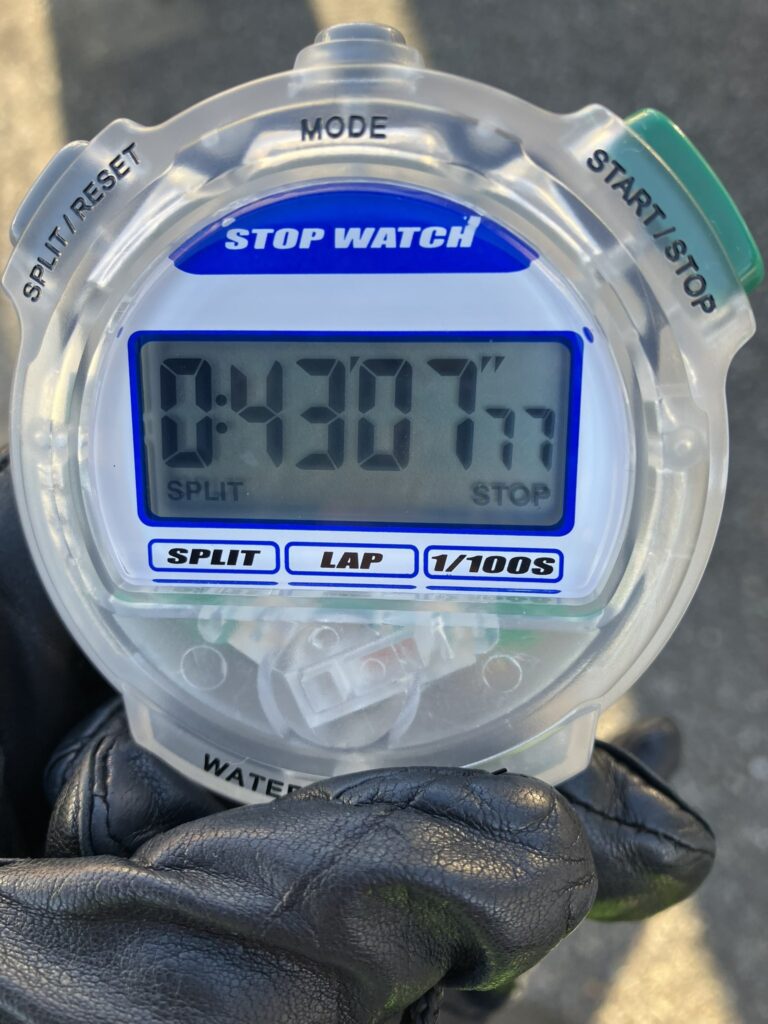 MODE
SPLIT / RESET
START / STOP
STOP WATCH
0:43'07"77
SPLIT STOP
SPLIT LAP 1/100S